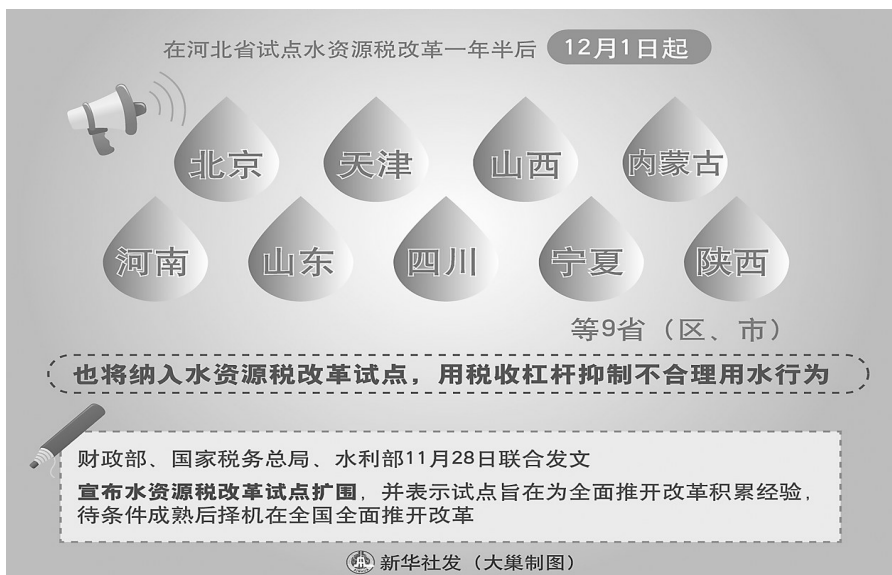 在河北省试点水资源税改革一年半后 12月1日起
北京 天津 山西 内蒙古
河南 山东 四川 宁夏 陕西
等9省（区、市）
也将纳入水资源税改革试点，用税收杠杆抑制不合理用水行为
财政部、国家税务总局、水利部11月28日联合发文
宣布水资源税改革试点扩围，并表示试点旨在为全面推开改革积累经验，
待条件成熟后择机在全国全面推开改革
新华社发（大巢制图）